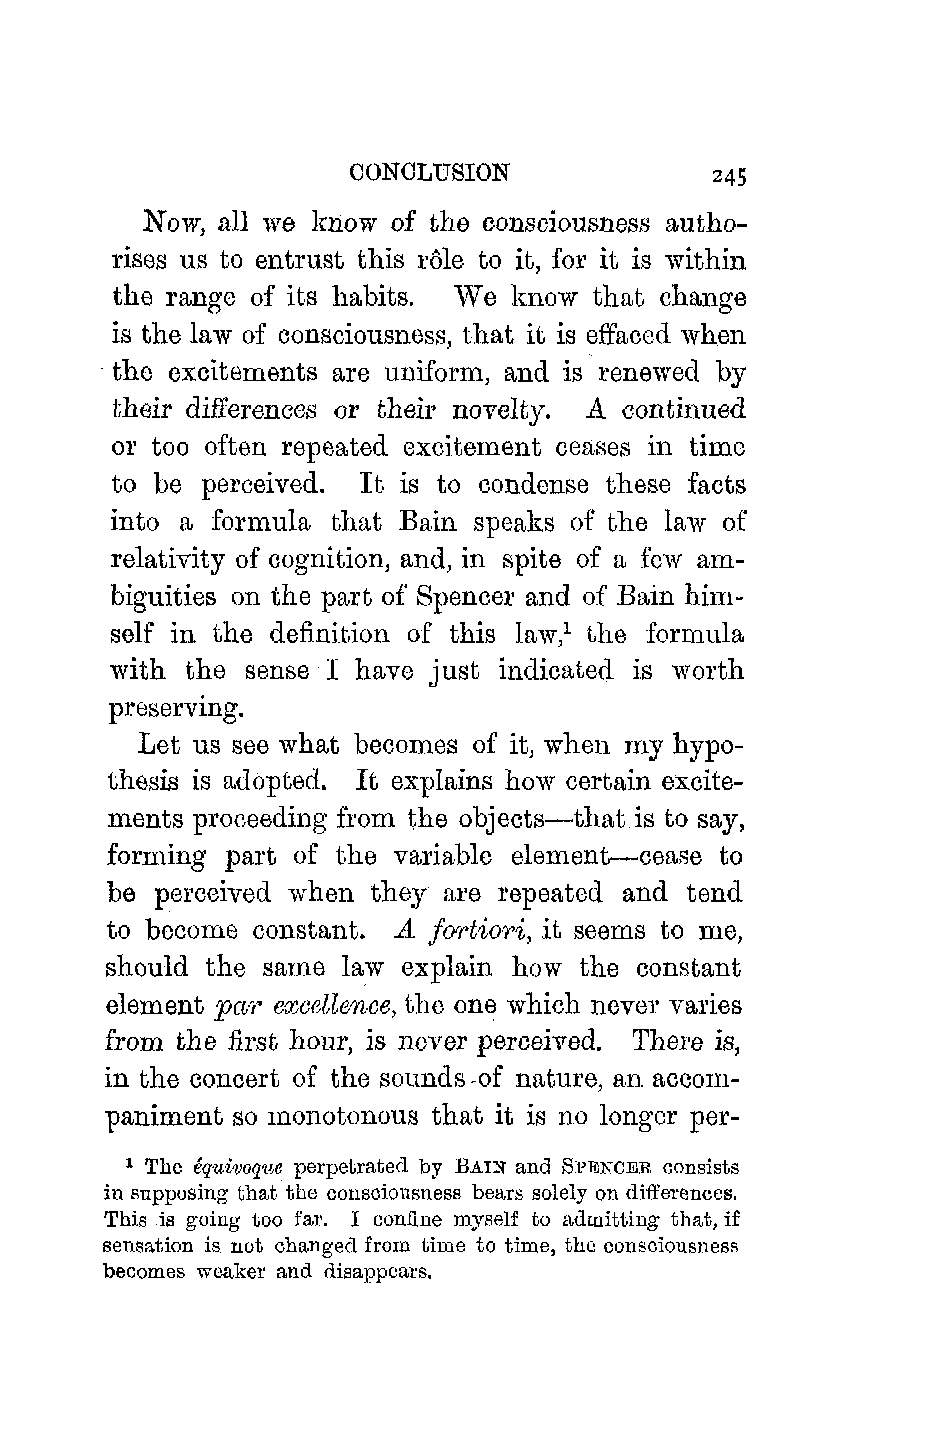 CONCLUSION 245
Now, all we know of the consciousness autho-
rises us to entrust this rôle to it, for it is within
the range of its habits. We know that change
is the law of consciousness, that it is effaced when
the excitements are uniform, and is renewed by
their differences or their novelty. A continued
or too often repeated excitement ceases in time
to be perceived. It is to condense these facts
into a formula that Bain speaks of the law of
relativity of cognition, and, in spite of a few am-
biguities on the part of Spencer and of Bain him-
self in the definition of this law,¹ the formula
with the sense I have just indicated is worth
preserving.
Let us see what becomes of it, when my hypo-
thesis is adopted. It explains how certain excite-
ments proceeding from the objects—that is to say,
forming part of the variable element—cease to
be perceived when they are repeated and tend
to become constant. A fortiori, it seems to me,
should the same law explain how the constant
element par excellence, the one which never varies
from the first hour, is never perceived. There is,
in the concert of the sounds of nature, an accom-
paniment so monotonous that it is no longer per-
¹ The équivoque perpetrated by BAIN and SPENCER consists
in supposing that the consciousness bears solely on differences.
This is going too far. I confine myself to admitting that, if
sensation is not changed from time to time, the consciousness
becomes weaker and disappears.